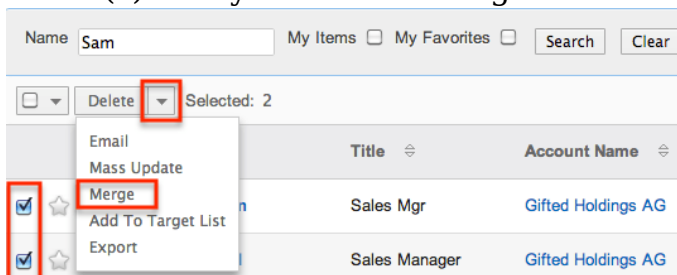 Name Sam My Items My Favorites Search Clear
Delete Selected: 2
Email
Mass Update
Title Account Name
Merge
Add To Target List
Export
Sales Mgr Gifted Holdings AG
Sales Manager Gifted Holdings AG